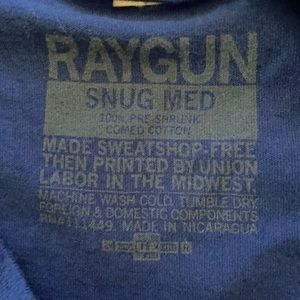 RAYGUN
SNUG MED
100% PRE-SHRUNK
COMED COTTON
MADE SWEATSHOP-FREE
THEN PRINTED BY UNION
LABOR IN THE MIDWEST.
MACHINE WASH COLD. TUMBLE DRY
FOREIGN & DOMESTIC COMPONENTS
MADE IN NICARAGUA